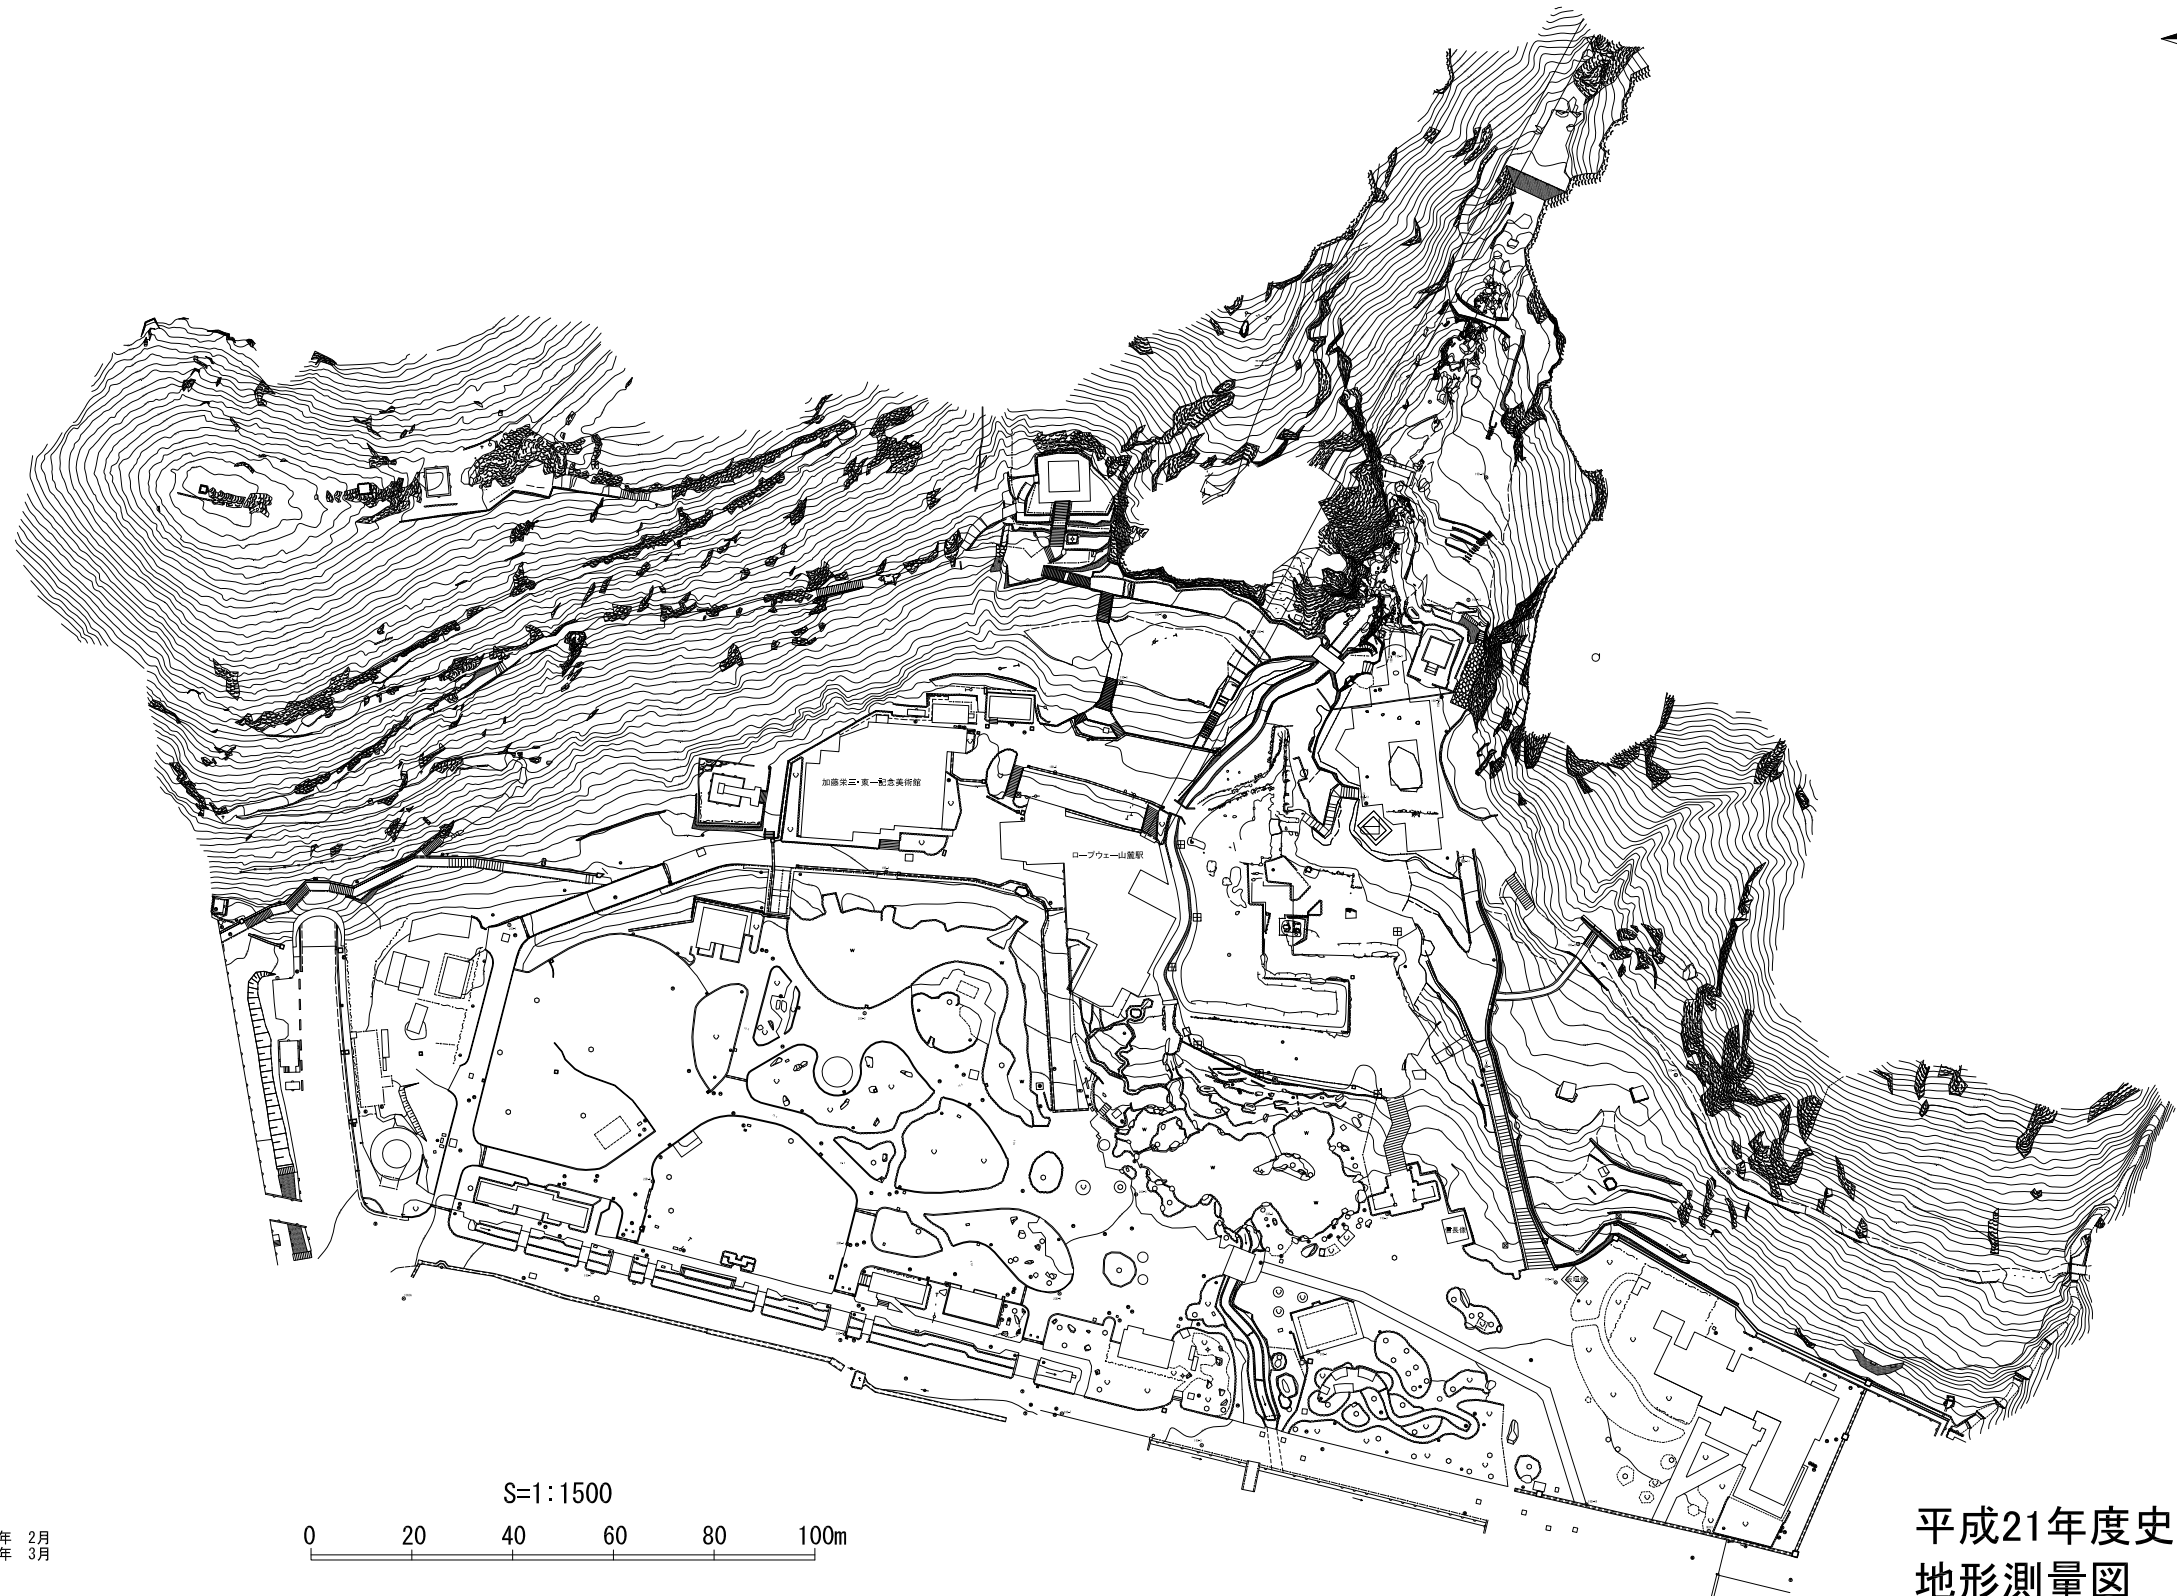 加藤栄三・東一記念美術館
ロープウェー山麓駅
S=1:1500
0 20 40 60 80 100m
年 2月
年 3月
平成21年度史
地形測量図